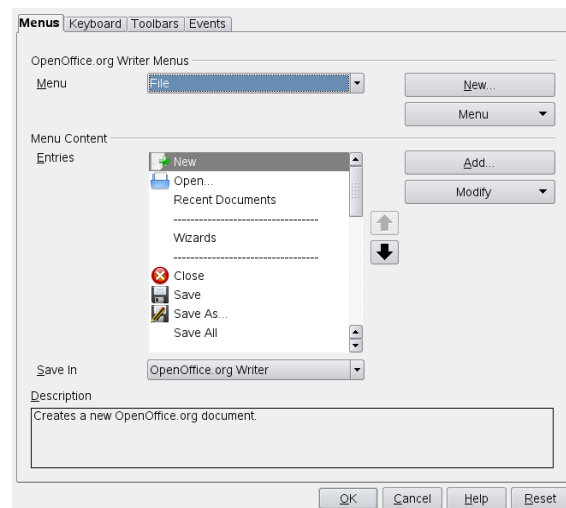 Menus Keyboard Toolbars Events
OpenOffice.org Writer Menus
Menu File New...
Menu
Menu Content
Entries New Add...
Open... Modify
Recent Documents
----------------------------------
Wizards
----------------------------------
Close
Save
Save As...
Save All
Save In OpenOffice.org Writer
Description
Creates a new OpenOffice.org document.
OK Cancel Help Reset